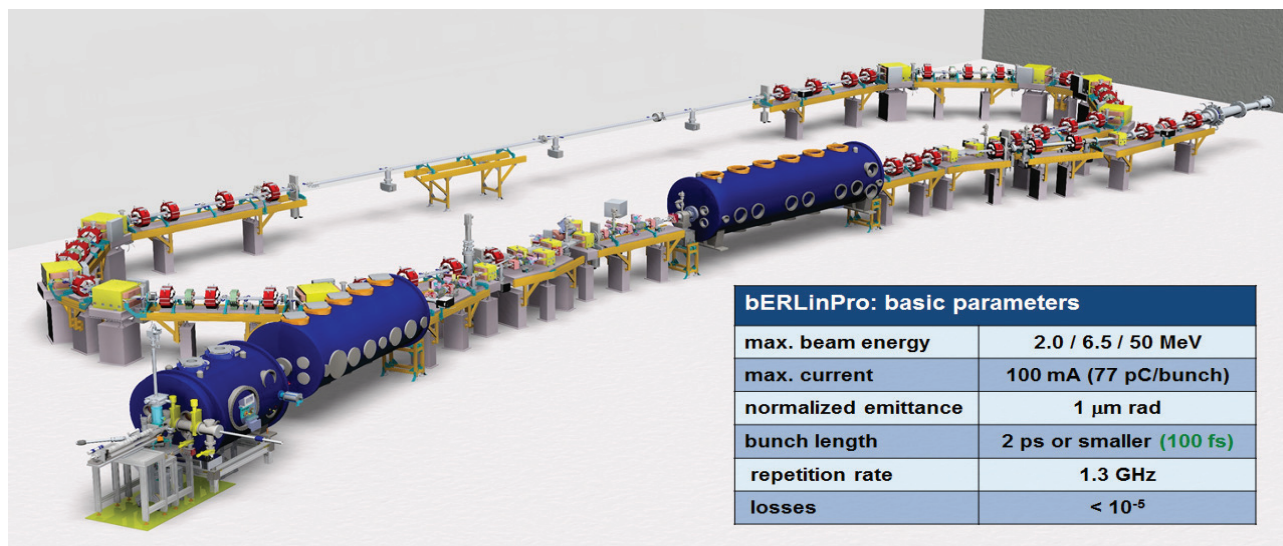 bERLinPro: basic parameters
max. beam energy 2.0 / 6.5 / 50 MeV
max. current 100 mA (77 pC/bunch)
normalized emittance 1 μm rad
bunch length 2 ps or smaller (100 fs)
repetition rate 1.3 GHz
losses < 10⁻⁵